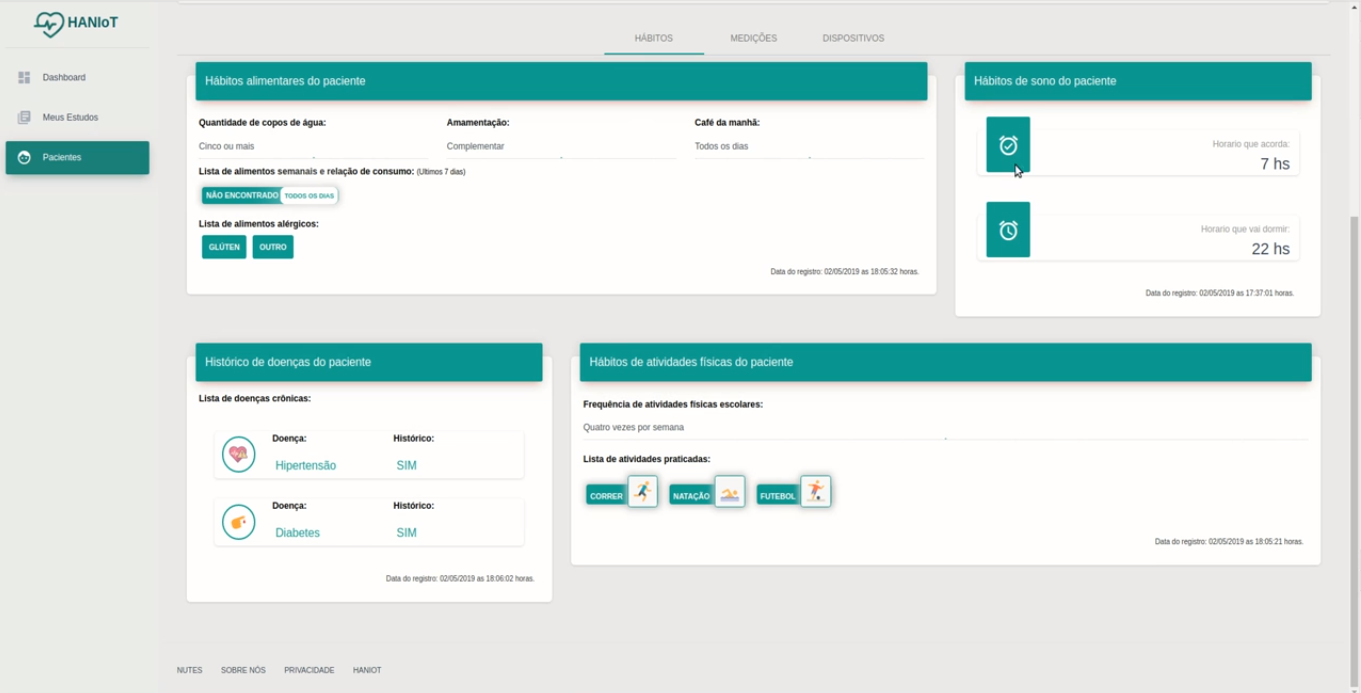 HANIoT
Dashboard
Meus Estudos
Pacientes
HÁBITOS MEDIÇÕES DISPOSITIVOS
Hábitos alimentares do paciente
Quantidade de copos de água: Amamentação: Café da manhã:
Cinco ou mais Complementar Todos os dias
Lista de alimentos semanais e relação de consumo: (Ultimos 7 dias)
NÃO ENCONTRADO TODOS OS DIAS
Lista de alimentos alérgicos:
GLÚTEN OUTRO
Data do registro: 02/05/2019 as 18:05:32 horas.
Hábitos de sono do paciente
Horario que acorda:
7 hs
Horario que vai dormir:
22 hs
Data do registro: 02/05/2019 as 17:37:01 horas.
Histórico de doenças do paciente
Lista de doenças crônicas:
Doença: Histórico:
Hipertensão SIM
Doença: Histórico:
Diabetes SIM
Data do registro: 02/05/2019 as 18:06:02 horas.
Hábitos de atividades físicas do paciente
Frequência de atividades físicas escolares:
Quatro vezes por semana
Lista de atividades praticadas:
CORRER NATAÇÃO FUTEBOL
Data do registro: 02/05/2019 as 18:05:21 horas.
NUTES SOBRE NÓS PRIVACIDADE HANIOT